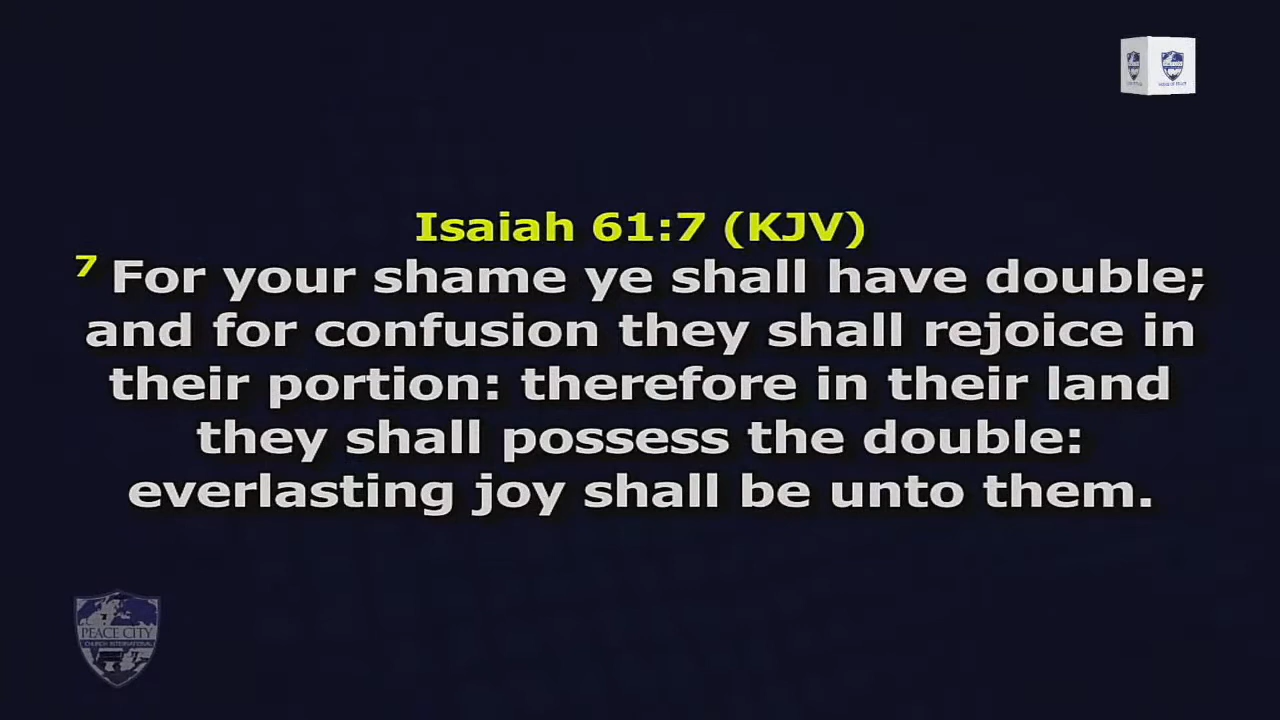 Isaiah 61:7 (KJV)
7 For your shame ye shall have double;
and for confusion they shall rejoice in
their portion: therefore in their land
they shall possess the double:
everlasting joy shall be unto them.
PEACE CITY
CHURCH INTERNATIONAL